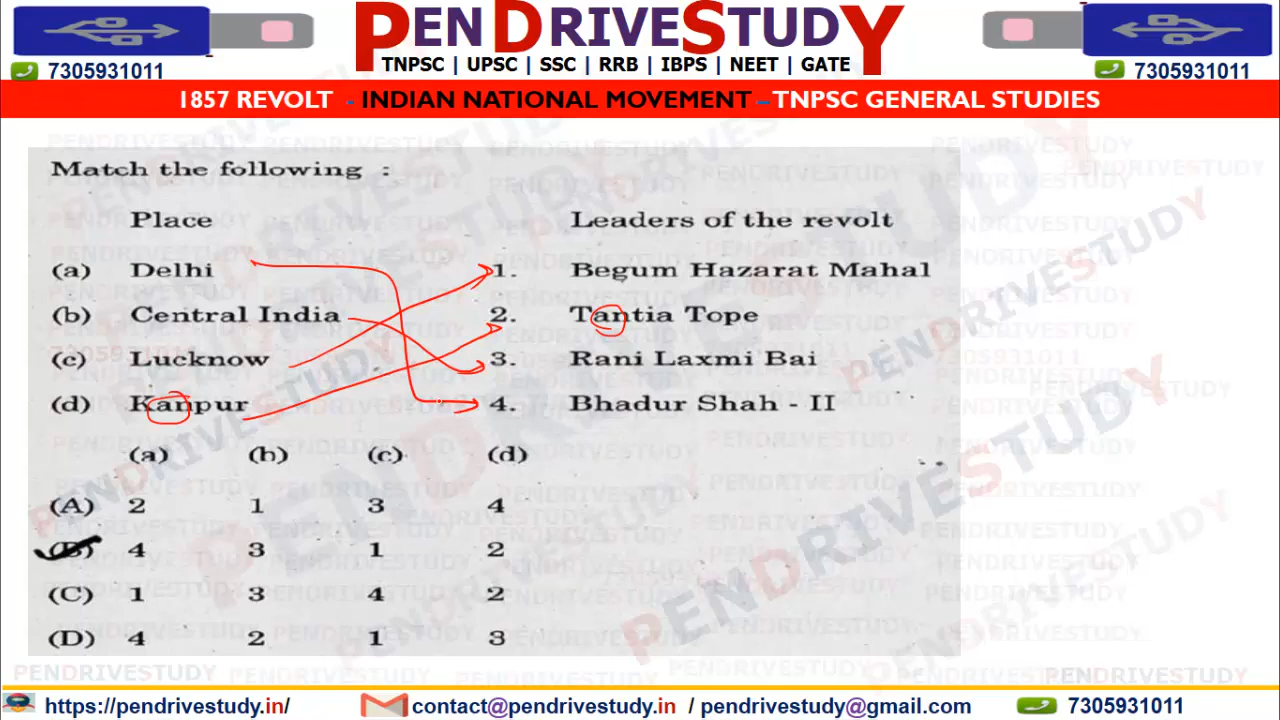 PENDRIVESTUDY
TNPSC | UPSC | SSC | RRB | IBPS | NEET | GATE
7305931011
7305931011
1857 REVOLT - INDIAN NATIONAL MOVEMENT – TNPSC GENERAL STUDIES
Match the following :
Place Leaders of the revolt
(a) Delhi 1. Begum Hazarat Mahal
(b) Central India 2. Tantia Tope
(c) Lucknow 3. Rani Laxmi Bai
(d) Kanpur 4. Bhadur Shah - II
(a) (b) (c) (d)
(A) 2 1 3 4
(B) 4 3 1 2
(C) 1 3 4 2
(D) 4 2 1 3
https://pendrivestudy.in/ contact@pendrivestudy.in / pendrivestudy@gmail.com 7305931011